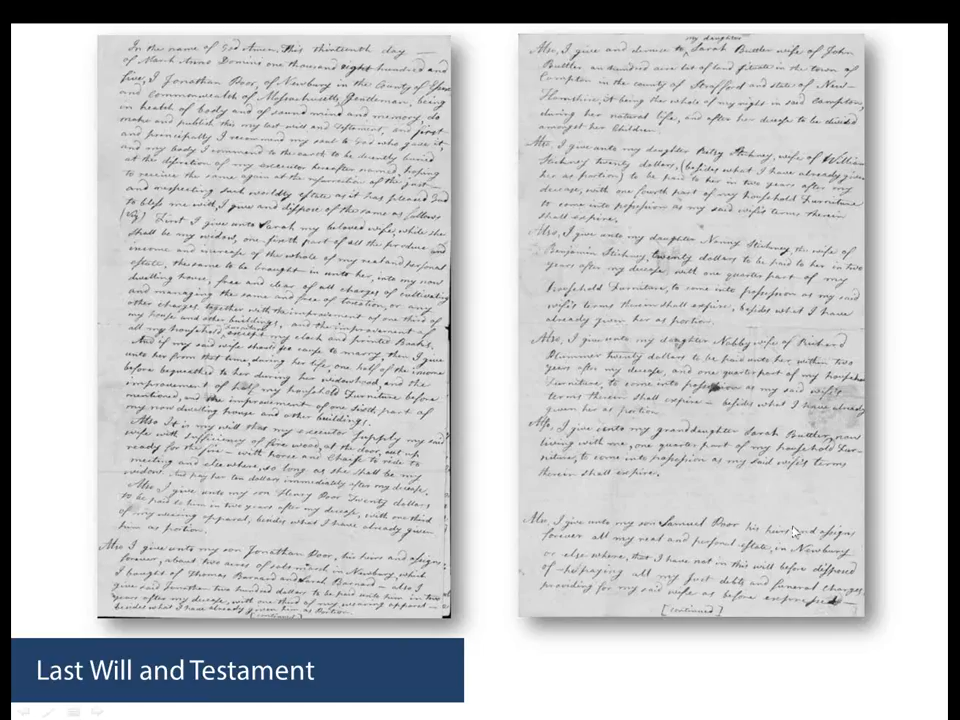 In the name of God Amen, This thirteenth day —
of March Anno Domine one thousand eight hundred and
five, I Jonathan Poor, of Newbury in the County of Essex
and Commonwealth of Massachusetts, Gentleman, being
in health of body and of sound mind and memory, do
make and publish this my last will and Testament, and first
and principally I recommend my soul to God who gave it
and my body I commend to the earth to be decently buried
at the discretion of my executor hereafter named, hoping
to receive the same again at the resurrection of the just —
and respecting such worldly estate as it has pleased God
to bless me with, I give and dispose of the same as follows
(Viz) First I give unto Sarah my beloved wife, while she
shall be my widow, one fourth part of all the produce and
income and increase of the whole of my real and personal
estate, the same to be brought in unto her, into my now
dwelling house, free and clear of all charges of cultivating
and managing the same and free of taxation, or any
other charges together with the improvement of one third of
my house and other buildings, and the improvement of
all my household furniture except my clock and printed Books.
And if my said wife should see cause to marry, then I give
unto her from that time, during her life, one half of the income
before bequeathed to her during her widowhood, and the
improvement of half my household Furniture before
mentioned, and the improvement of one sixth part of
my now dwelling house and other buildings.
Also It is my will that my executor supply my said
wife with sufficiency of fire wood, at the door, cut up
ready for the fire — with horse and Chaise to ride to
meeting and elsewhere, so long as she shall be my
widow. And pay her ten dollars immediately after my decease.
Also I give unto my son Henry Poor Twenty dollars
to be paid to him in two years after my decease, with one third
of my wearing apparel, besides what I have already given
him as portion.
Also I give unto my son Jonathan Poor, his heirs and assigns,
forever, about two acres of salt marsh in Newbury, which
I bought of Thomas Barnard and Sarah Barnard — also I
give said Jonathan two hundred dollars to be paid unto him in two
years after my decease, with one third of my wearing apparel —
besides what I have already given him as Portion.
[continued]
my daughter
Also, I give and devise to Sarah Buttler wife of John
Buttler an hundred acre lot of land situate in the town of
Campton in the county of Strafford and state of New —
Hamshire, it being the whole of my right in said Campton,
during her natural life, and after her decese to be divided
amongst her Children.
Also, I give unto my daughter Betsy Stickney, wife of William
Stickney twenty dollars, (besides what I have already given
her as portion) to be paid to her in two years after my
decease, with one fourth part of my household Furniture
to come into possession as my said wife's terms therein
shall expire.
Also, I give unto my daughter Nanny Stickney, the wife of
Benjamin Stickney, twenty dollars to be paid to her in two
years after my decease, with one quarter part of my
household Furniture, to come into possession as my said
wife's terms therein shall expire, besides what I have
already given her as portion.
Also, I give unto my daughter Nabby wife of Richard
Plummer twenty dollars to be paid unto her within two
years after my decease, and one quarter part of my household
Furniture to come into possession as my said wife's
terms therein shall expire — besides what I have already
given her as portion
Also, I give unto my granddaughter Sarah Buttler, now
living with me, one quarter part of my household Fur-
niture, to come into possession as my said wife's terms
therein shall expire.
Also, I give unto my son Samuel Poor his heirs and assigns
forever all my real and personal estate, in Newbury
or else where, that I have not in this will before disposed
of — he paying all my just debts and funeral charges,
providing for my said wife as before expressed —
[continued]
Last Will and Testament